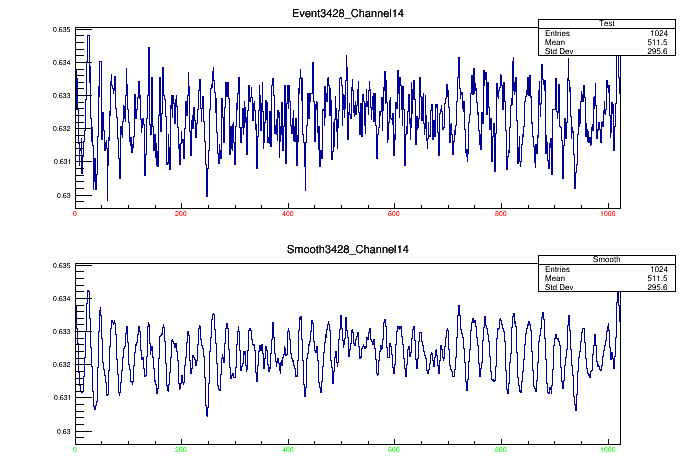 Event3428_Channel14
Test
Entries 1024
Mean 511.5
Std Dev 295.6
0.635
0.634
0.633
0.632
0.631
0.63
0 200 400 600 800 1000
Smooth3428_Channel14
Smooth
Entries 1024
Mean 511.5
Std Dev 295.6
0.635
0.634
0.633
0.632
0.631
0.63
0 200 400 600 800 1000